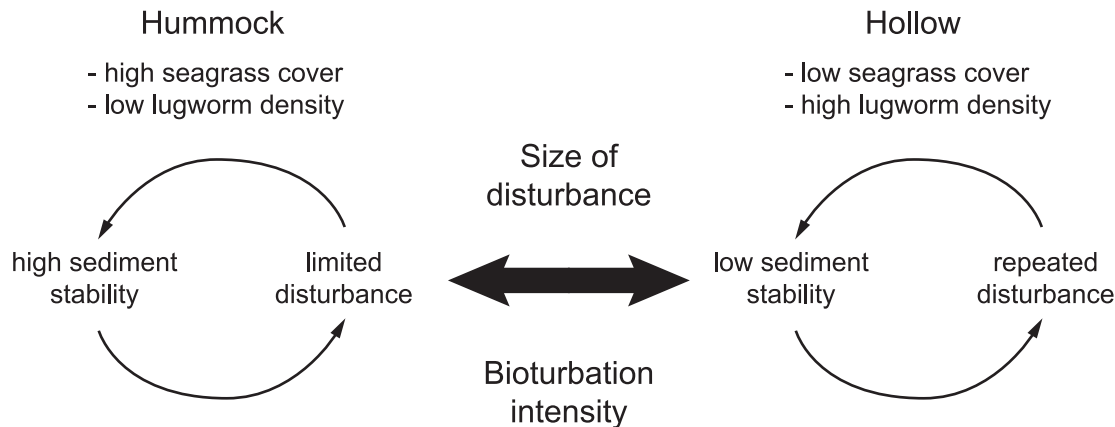 Hummock
- high seagrass cover
- low lugworm density
high sediment
stability
limited
disturbance
Size of
disturbance
Bioturbation
intensity
Hollow
- low seagrass cover
- high lugworm density
low sediment
stability
repeated
disturbance